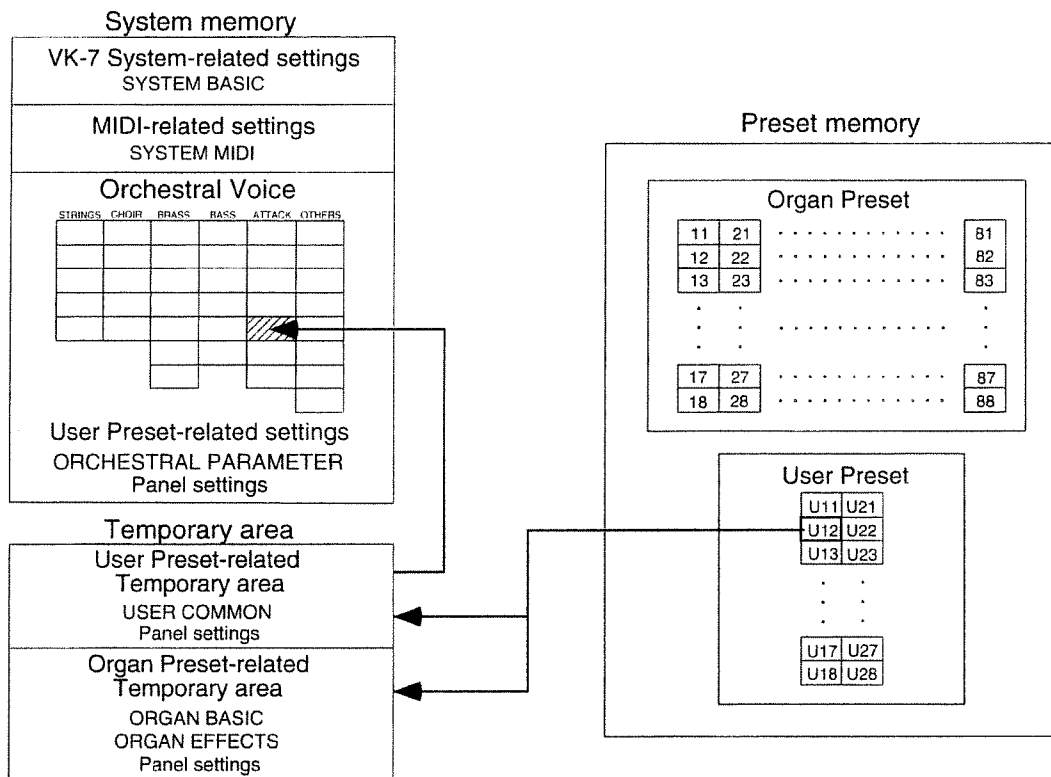 System memory
VK-7 System-related settings
SYSTEM BASIC
MIDI-related settings
SYSTEM MIDI
Orchestral Voice
STRINGS CHOIR BRASS BASS ATTACK OTHERS
User Preset-related settings
ORCHESTRAL PARAMETER
Panel settings
Temporary area
User Preset-related
Temporary area
USER COMMON
Panel settings
Organ Preset-related
Temporary area
ORGAN BASIC
ORGAN EFFECTS
Panel settings
Preset memory
Organ Preset
11 21 81
12 22 82
13 23 83
17 27 87
18 28 88
User Preset
U11 U21
U12 U22
U13 U23
U17 U27
U18 U28